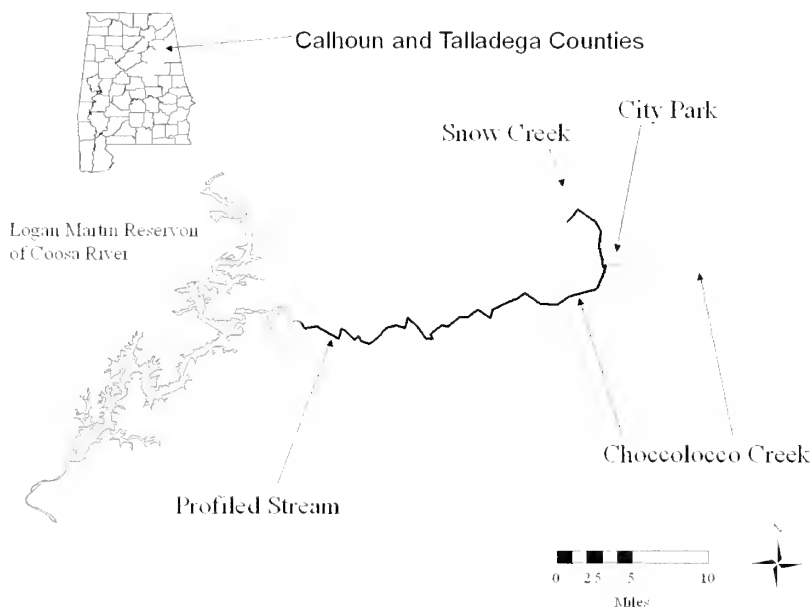 Calhoun and Talladega Counties
City Park
Snow Creek
Logan Martin Reservoir
of Coosa River
Choccolocco Creek
Profiled Stream
0 2.5 5 10
Miles